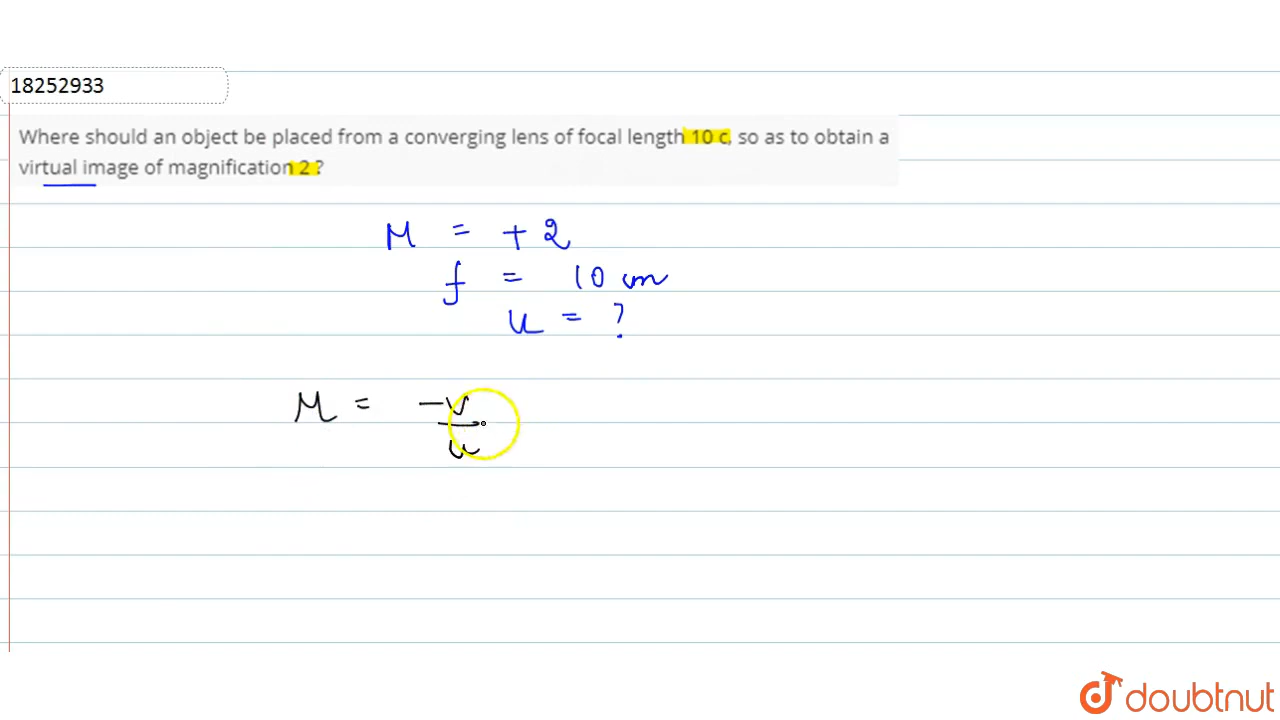 18252933
Where should an object be placed from a converging lens of focal length 10 c, so as to obtain a
virtual image of magnification 2 ?
M = + 2
f = 10 cm
u = ?
M = -v/u
doubtnut